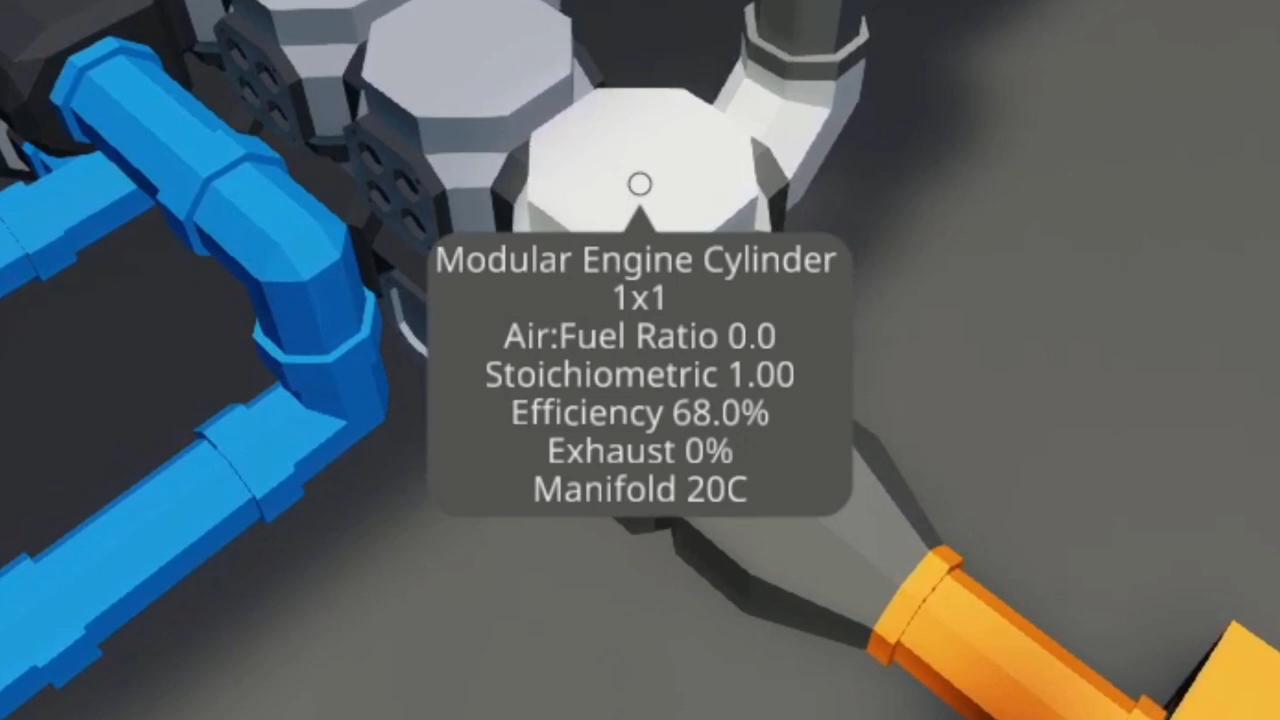 Modular Engine Cylinder
1x1
Air:Fuel Ratio 0.0
Stoichiometric 1.00
Efficiency 68.0%
Exhaust 0%
Manifold 20C